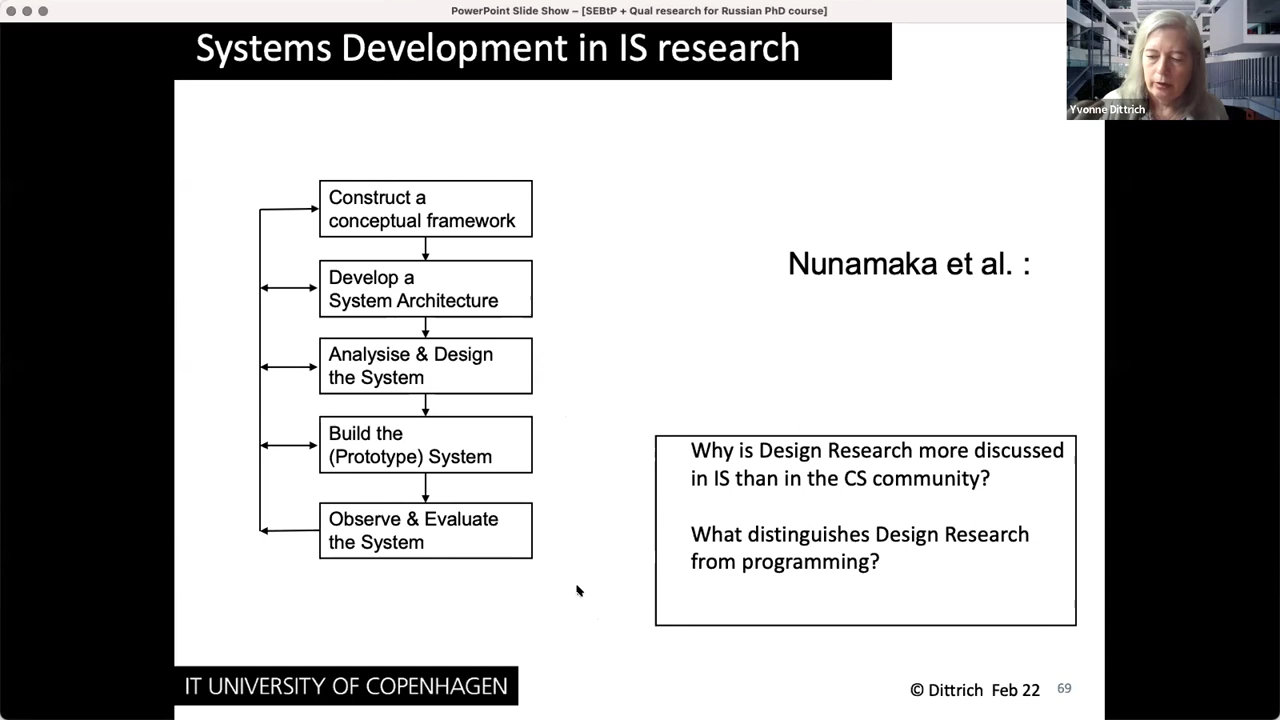 PowerPoint Slide Show – [SEBtP + Qual research for Russian PhD course]
Systems Development in IS research
Yvonne Dittrich
Construct a
conceptual framework
Develop a
System Architecture
Analysise & Design
the System
Build the
(Prototype) System
Observe & Evaluate
the System
Nunamaka et al. :
Why is Design Research more discussed
in IS than in the CS community?
What distinguishes Design Research
from programming?
IT UNIVERSITY OF COPENHAGEN
© Dittrich Feb 22
69